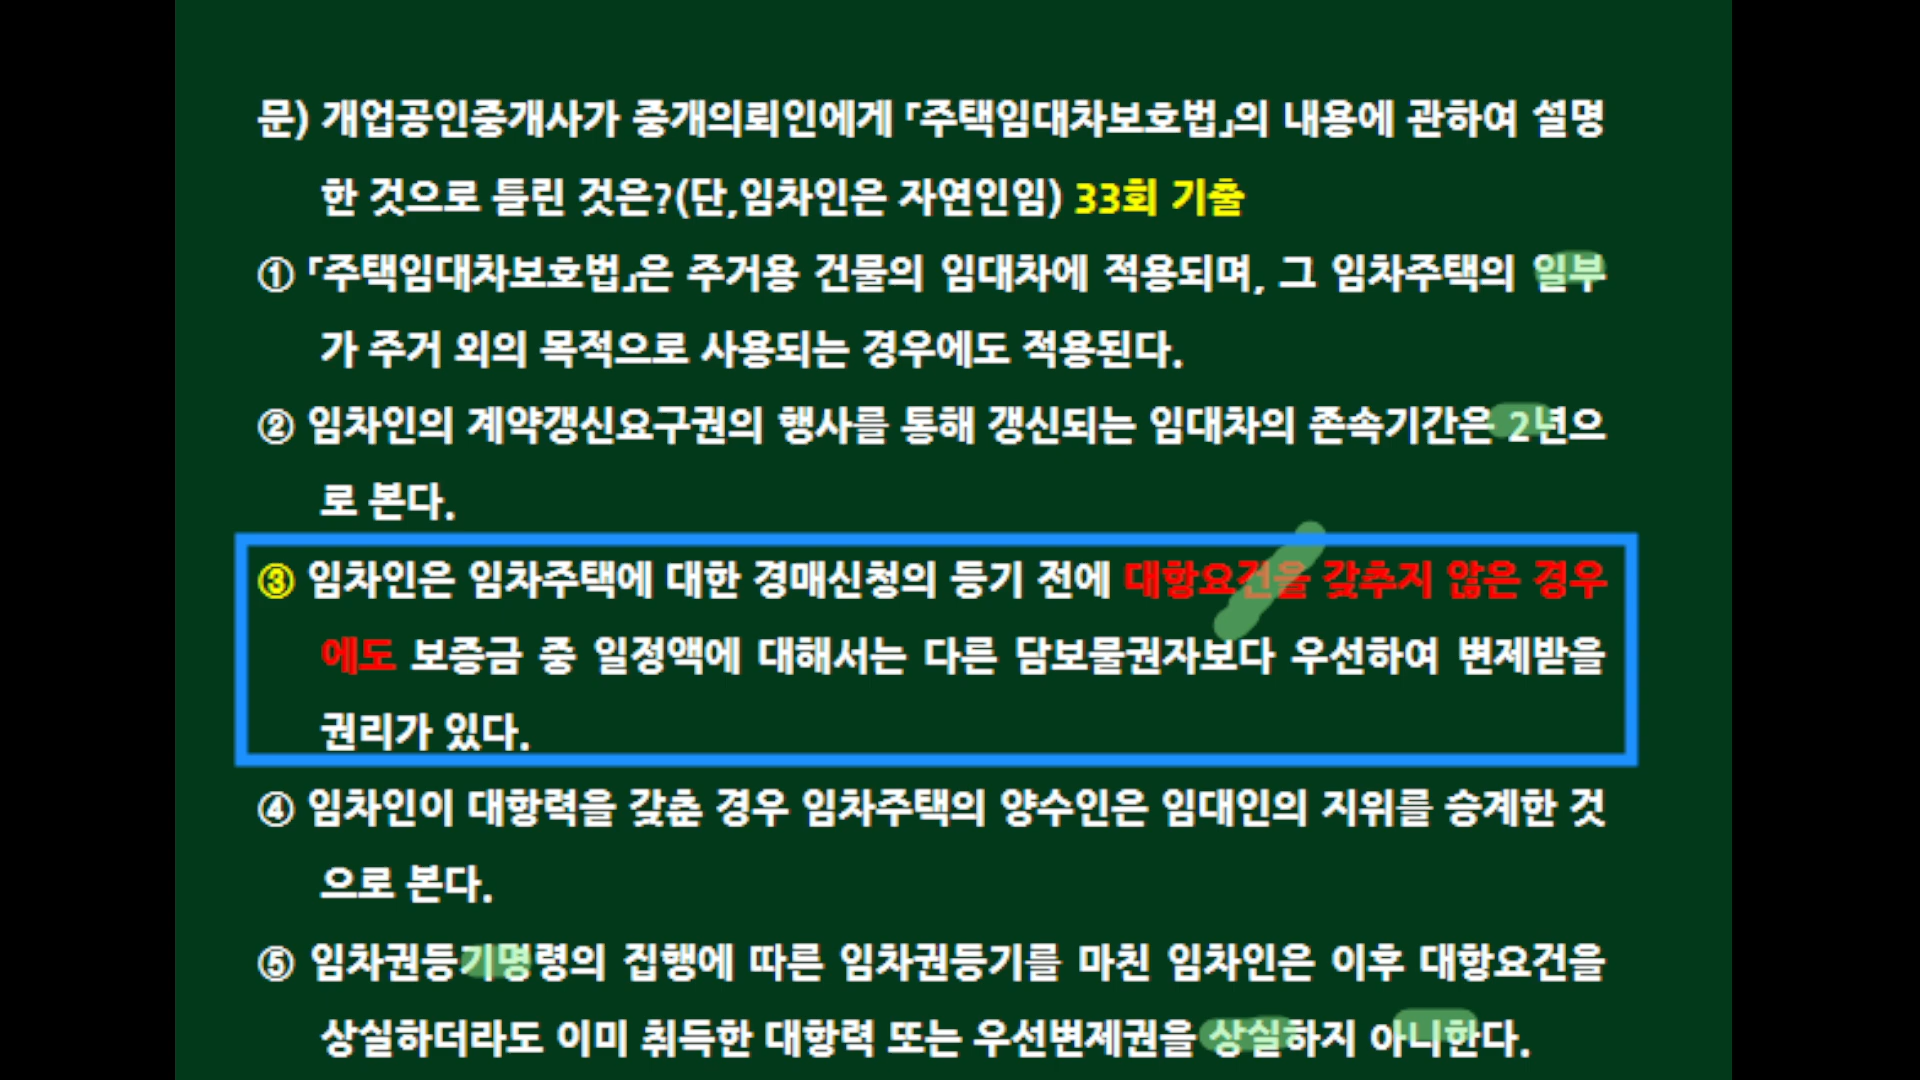 문) 개업공인중개사가 중개의뢰인에게 「주택임대차보호법」의 내용에 관하여 설명
한 것으로 틀린 것은?(단,임차인은 자연인임) 33회 기출
① 「주택임대차보호법」은 주거용 건물의 임대차에 적용되며, 그 임차주택의 일부
가 주거 외의 목적으로 사용되는 경우에도 적용된다.
② 임차인의 계약갱신요구권의 행사를 통해 갱신되는 임대차의 존속기간은 2년으
로 본다.
③ 임차인은 임차주택에 대한 경매신청의 등기 전에 대항요건을 갖추지 않은 경우
에도 보증금 중 일정액에 대해서는 다른 담보물권자보다 우선하여 변제받을
권리가 있다.
④ 임차인이 대항력을 갖춘 경우 임차주택의 양수인은 임대인의 지위를 승계한 것
으로 본다.
⑤ 임차권등기명령의 집행에 따른 임차권등기를 마친 임차인은 이후 대항요건을
상실하더라도 이미 취득한 대항력 또는 우선변제권을 상실하지 아니한다.